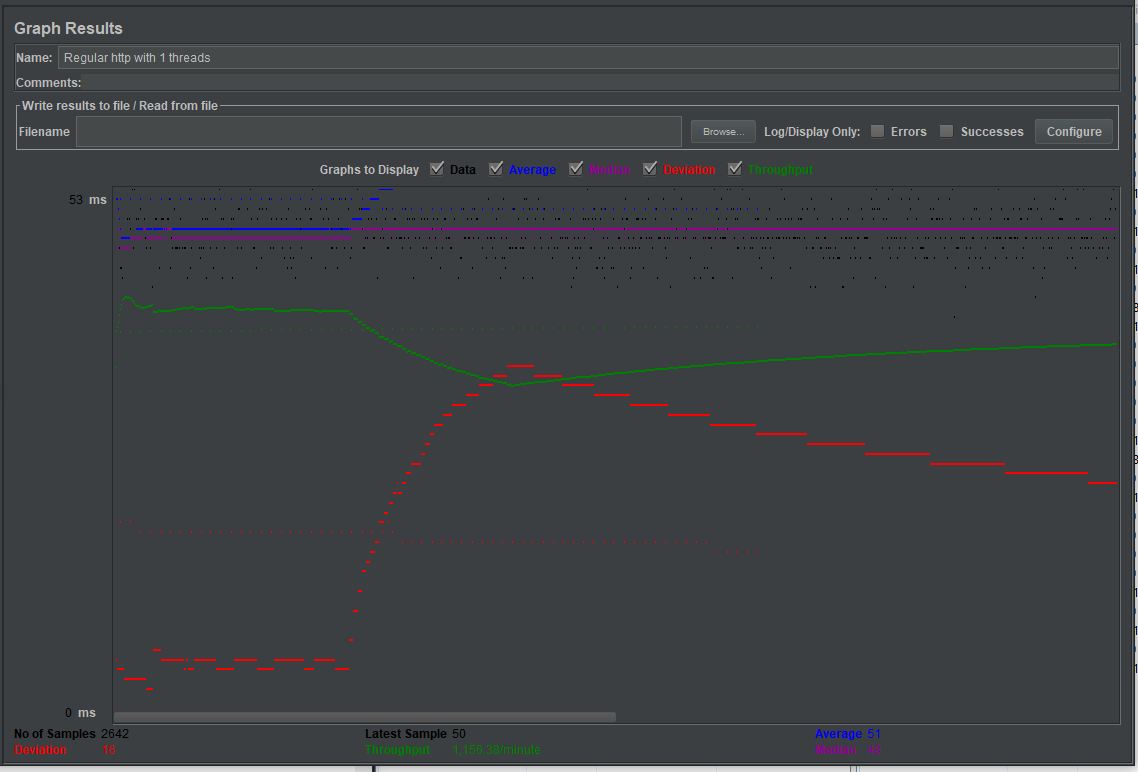 Graph Results
Name: Regular http with 1 threads
Comments:
Write results to file / Read from file
Filename Browse... Log/Display Only: Errors Successes Configure
Graphs to Display Data Average Median Deviation Throughput
53 ms
0 ms
No of Samples 2642 Latest Sample 50 Average 51
Deviation 16 Throughput 1,156.38/minute Median